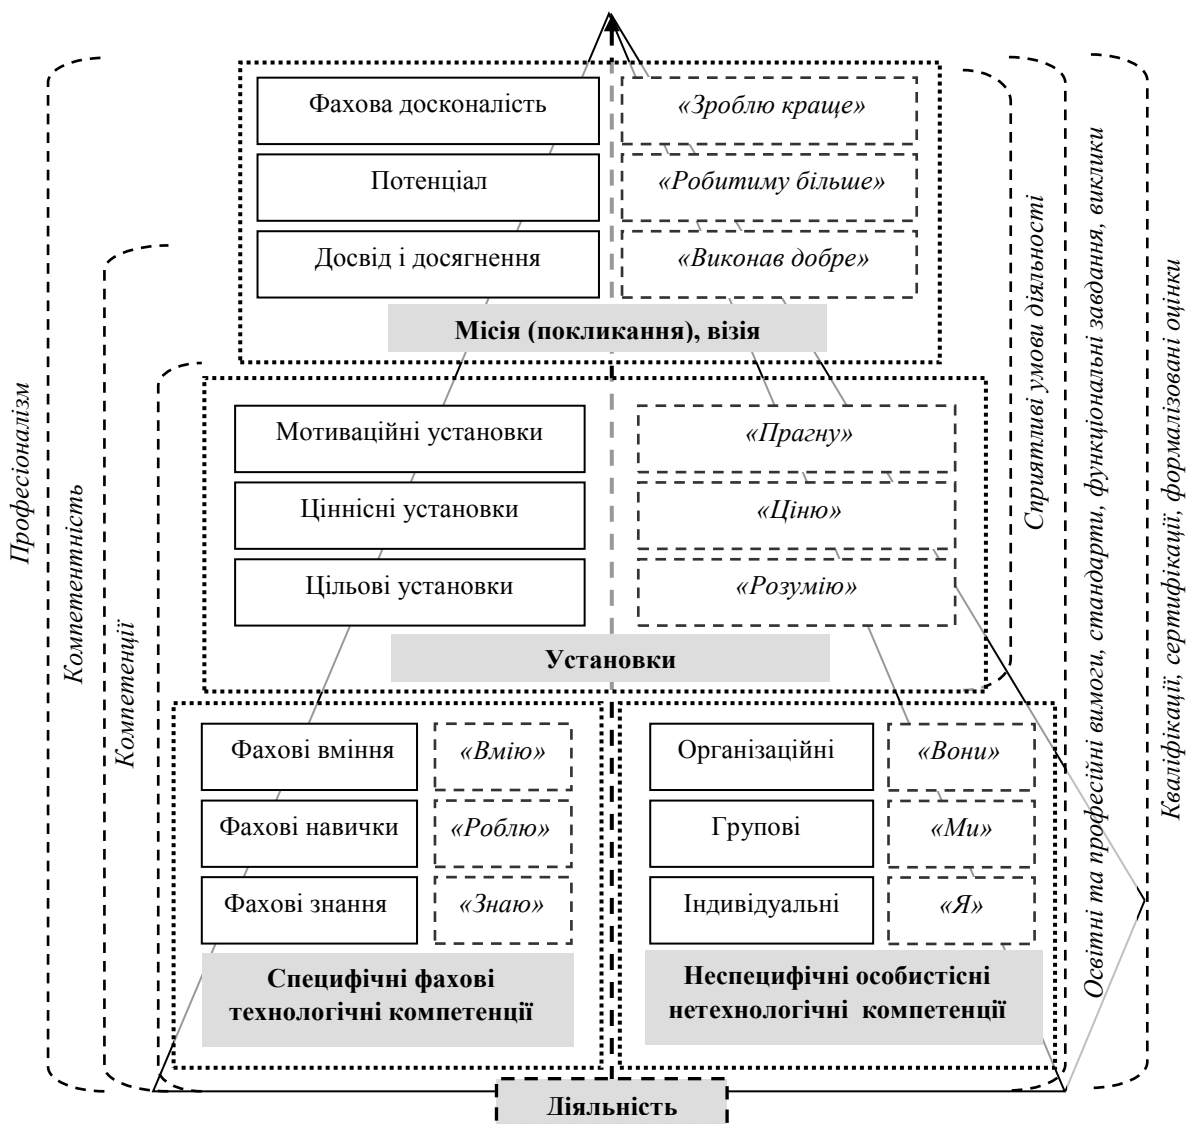 Фахова досконалість
«Зроблю краще»
Потенціал
«Робитиму більше»
Досвід і досягнення
«Виконав добре»
Місія (покликання), візія
Мотиваційні установки
«Прагну»
Ціннісні установки
«Ціню»
Цільові установки
«Розумію»
Установки
Фахові вміння
«Вмію»
Організаційні
«Вони»
Фахові навички
«Роблю»
Групові
«Ми»
Фахові знання
«Знаю»
Індивідуальні
«Я»
Специфічні фахові
технологічні компетенції
Неспецифічні особистісні
нетехнологічні компетенції
Діяльність
Професіоналізм
Компетентність
Компетенції
Сприятливі умови діяльності
Освітні та професійні вимоги, стандарти, функціональні завдання, виклики
Кваліфікації, сертифікації, формалізовані оцінки